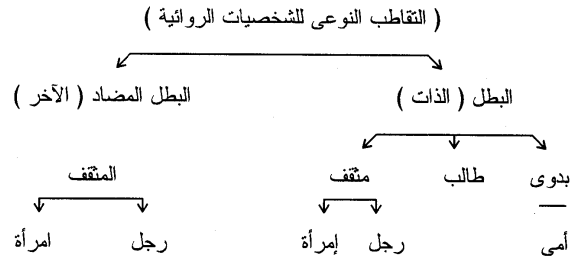 ( التقاطب النوعى للشخصيات الروائية )
البطل ( الذات ) البطل المضاد ( الآخر )
بدوى طالب مثقف المثقف
أمى رجل إمرأة رجل امرأة